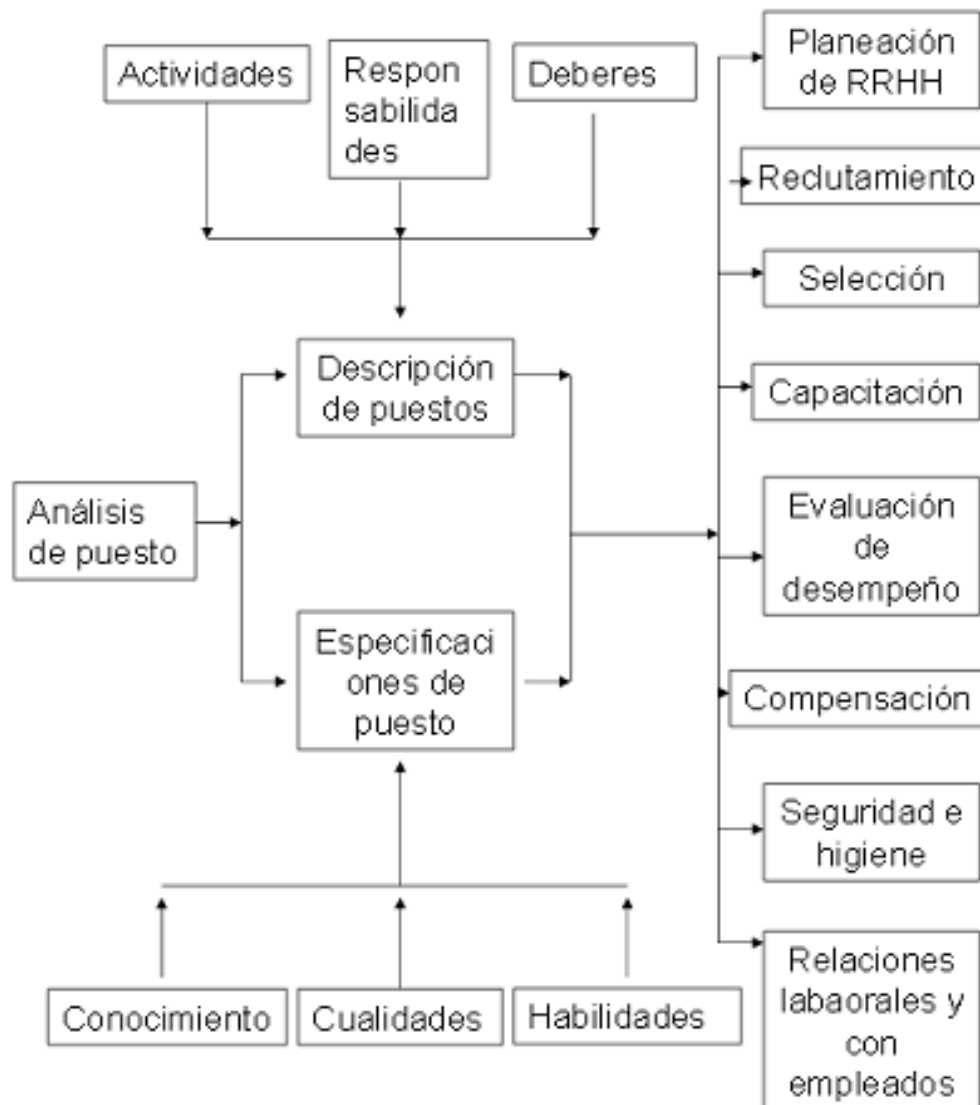 Actividades
Respon
sabilida
des
Deberes
Planeación
de RRHH
Reclutamiento
Selección
Descripción
de puestos
Capacitación
Análisis
de puesto
Evaluación
de
desempeño
Especificaci
ones de
puesto
Compensación
Seguridad e
higiene
Conocimiento
Cualidades
Habilidades
Relaciones
labaorales y
con
empleados